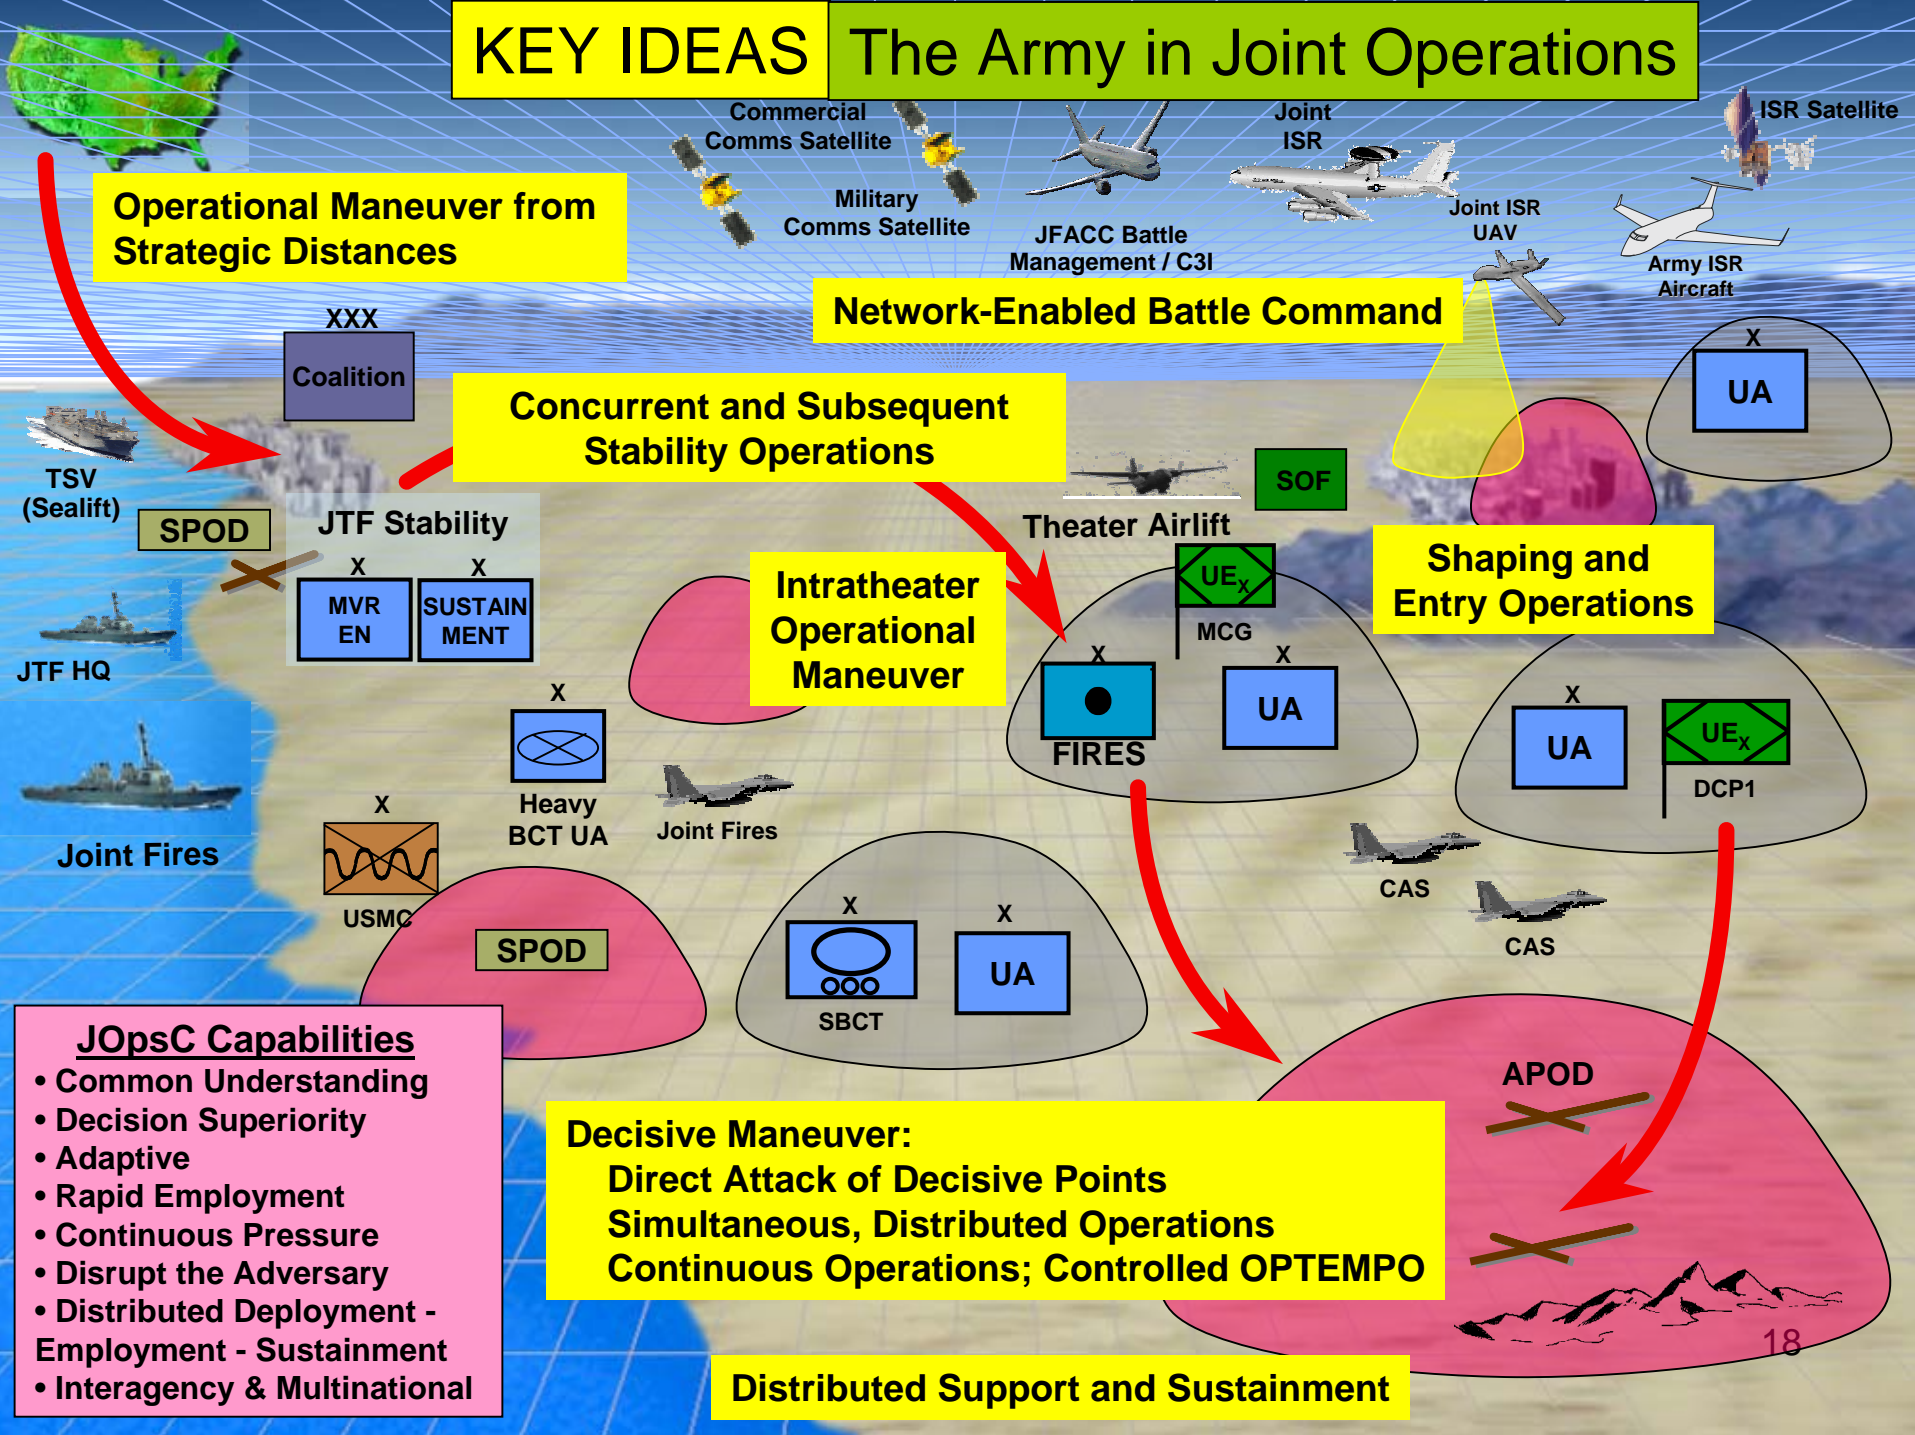 KEY IDEAS
The Army in Joint Operations
Commercial
Comms Satellite
Joint
ISR
ISR Satellite
Operational Maneuver from
Strategic Distances
Military
Comms Satellite
JFACC Battle
Management / C3I
Joint ISR
UAV
Army ISR
Aircraft
Network-Enabled Battle Command
XXX
Coalition
X
UA
Concurrent and Subsequent
Stability Operations
TSV
(Sealift)
SPOD
JTF Stability
X
MVR
EN
X
SUSTAIN
MENT
Theater Airlift
SOF
Shaping and
Entry Operations
Intratheater
Operational
Maneuver
UEX
MCG
X
FIRES
X
UA
JTF HQ
X
Heavy
BCT UA
Joint Fires
X
UA
UEX
DCP1
Joint Fires
X
USMC
SPOD
X
SBCT
X
UA
CAS
CAS
JOpsC Capabilities
• Common Understanding
• Decision Superiority
• Adaptive
• Rapid Employment
• Continuous Pressure
• Disrupt the Adversary
• Distributed Deployment -
Employment - Sustainment
• Interagency & Multinational
APOD
Decisive Maneuver:
Direct Attack of Decisive Points
Simultaneous, Distributed Operations
Continuous Operations; Controlled OPTEMPO
18
Distributed Support and Sustainment